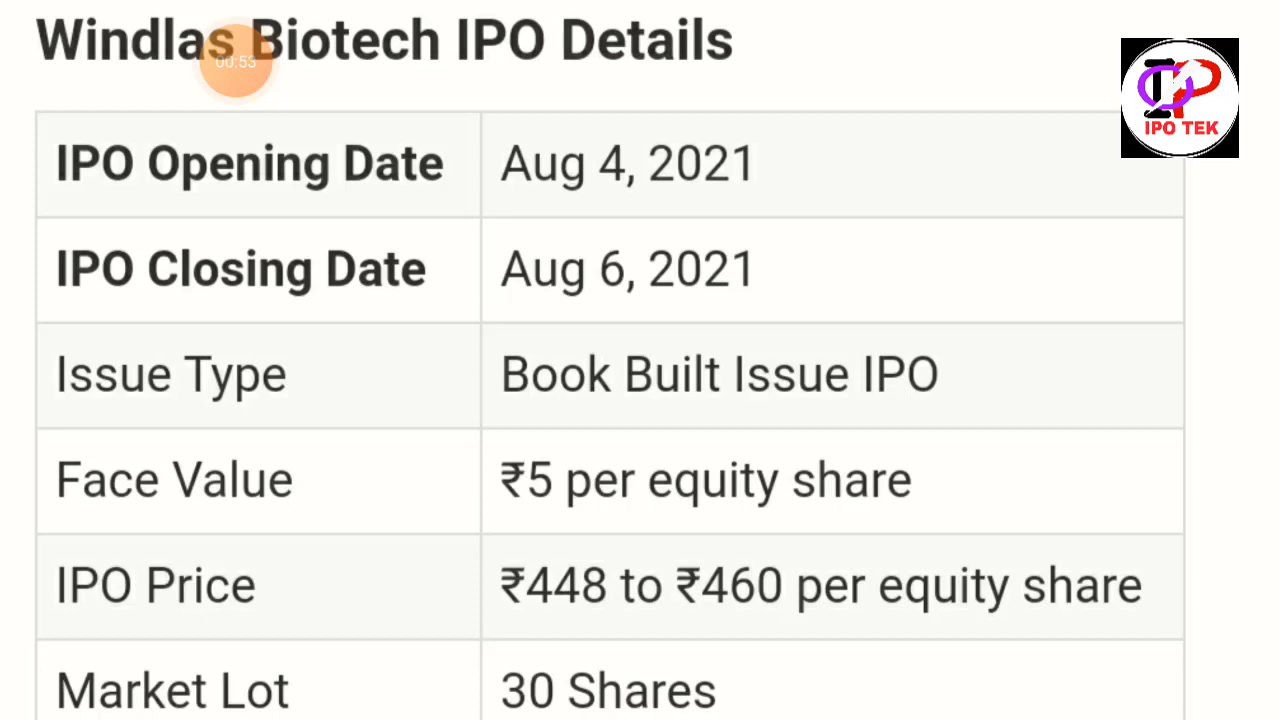 Windlas Biotech IPO Details
00:53
IPO TEK
IPO Opening Date Aug 4, 2021
IPO Closing Date Aug 6, 2021
Issue Type Book Built Issue IPO
Face Value ₹5 per equity share
IPO Price ₹448 to ₹460 per equity share
Market Lot 30 Shares